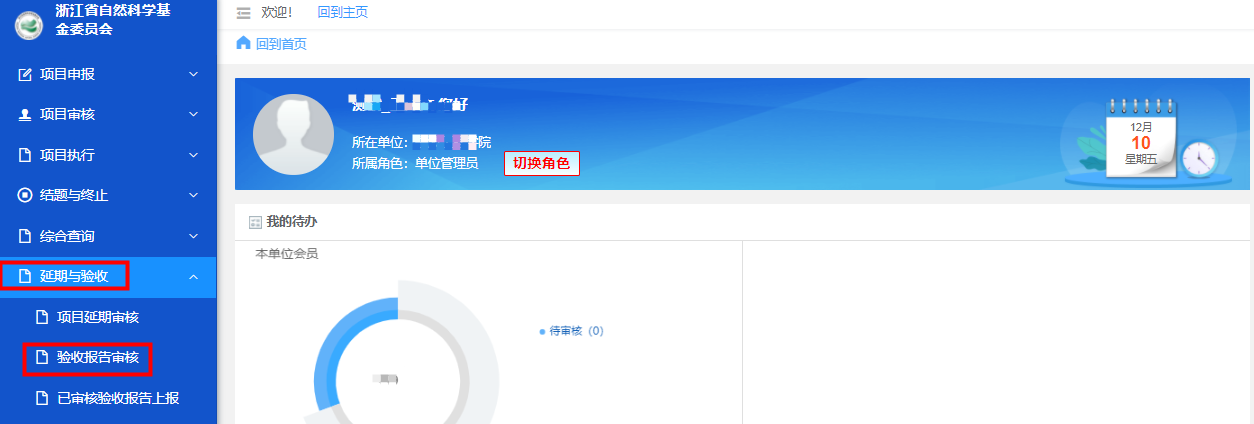 浙江省自然科学基
金委员会
项目申报
项目审核
项目执行
结题与终止
综合查询
延期与验收
项目延期审核
验收报告审核
已审核验收报告上报
欢迎! 回到主页
回到首页
您好
所在单位: 院
所属角色: 单位管理员 切换角色
12月
10
星期五
我的待办
本单位会员
待审核 (0)